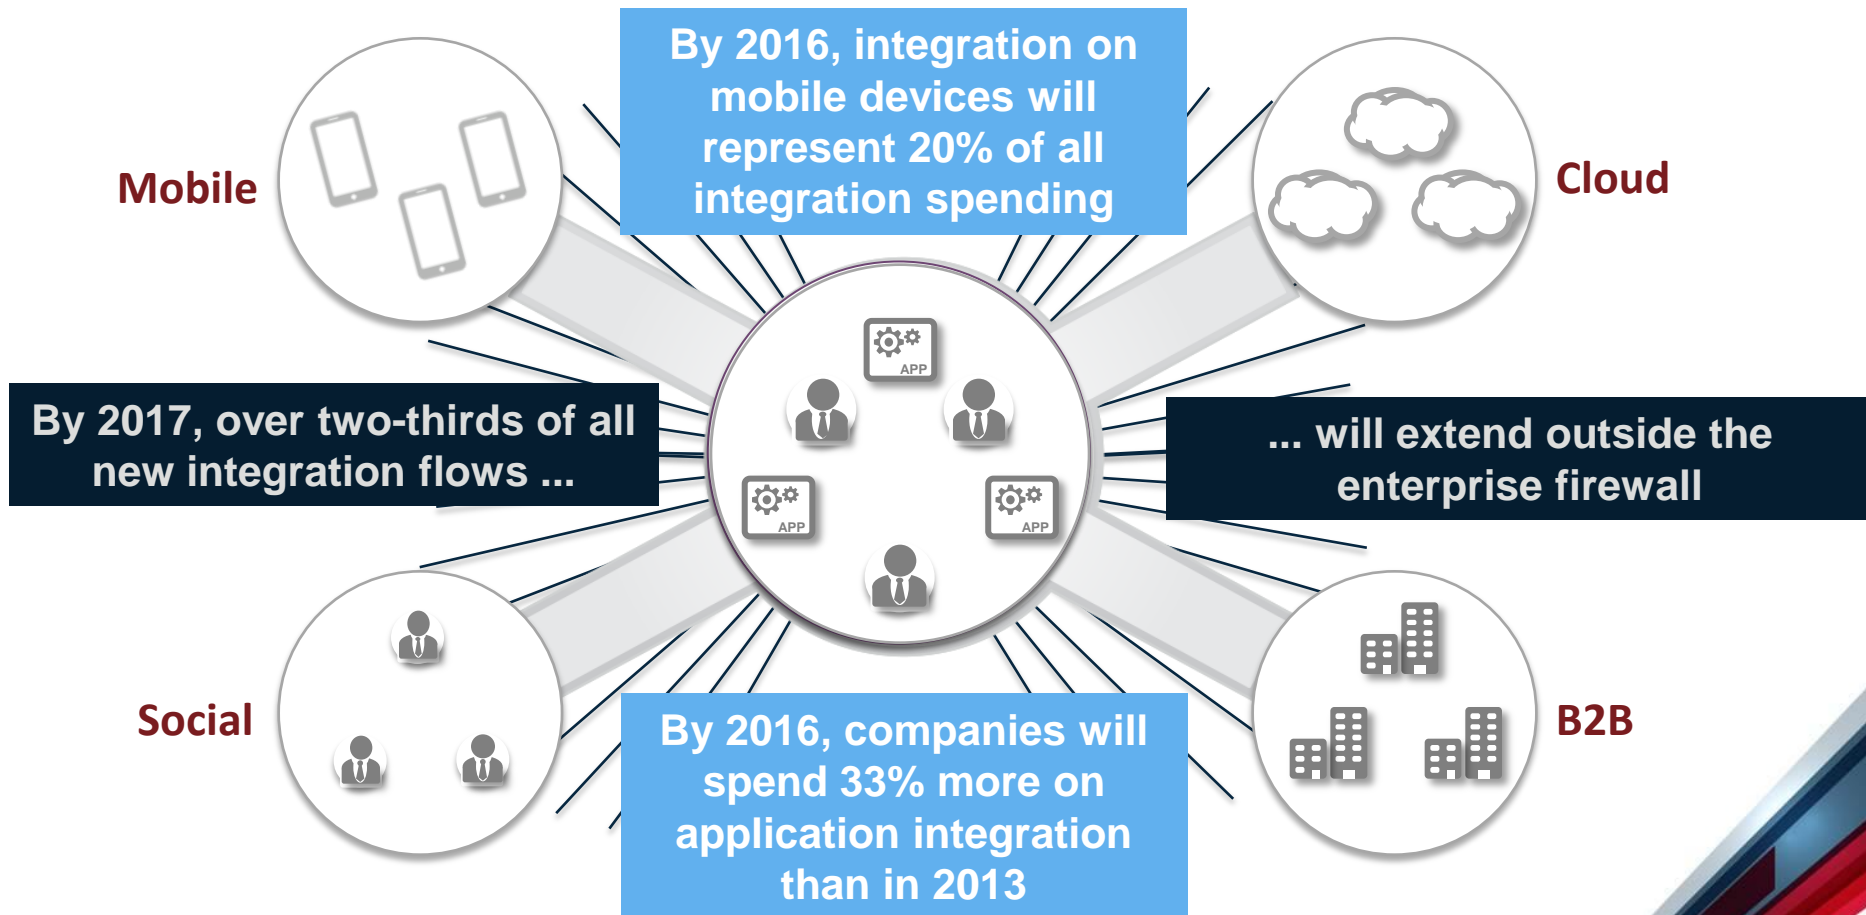 By 2016, integration on
mobile devices will
represent 20% of all
integration spending
Mobile
Cloud
APP
By 2017, over two-thirds of all
new integration flows ...
... will extend outside the
enterprise firewall
APP
APP
Social
B2B
By 2016, companies will
spend 33% more on
application integration
than in 2013